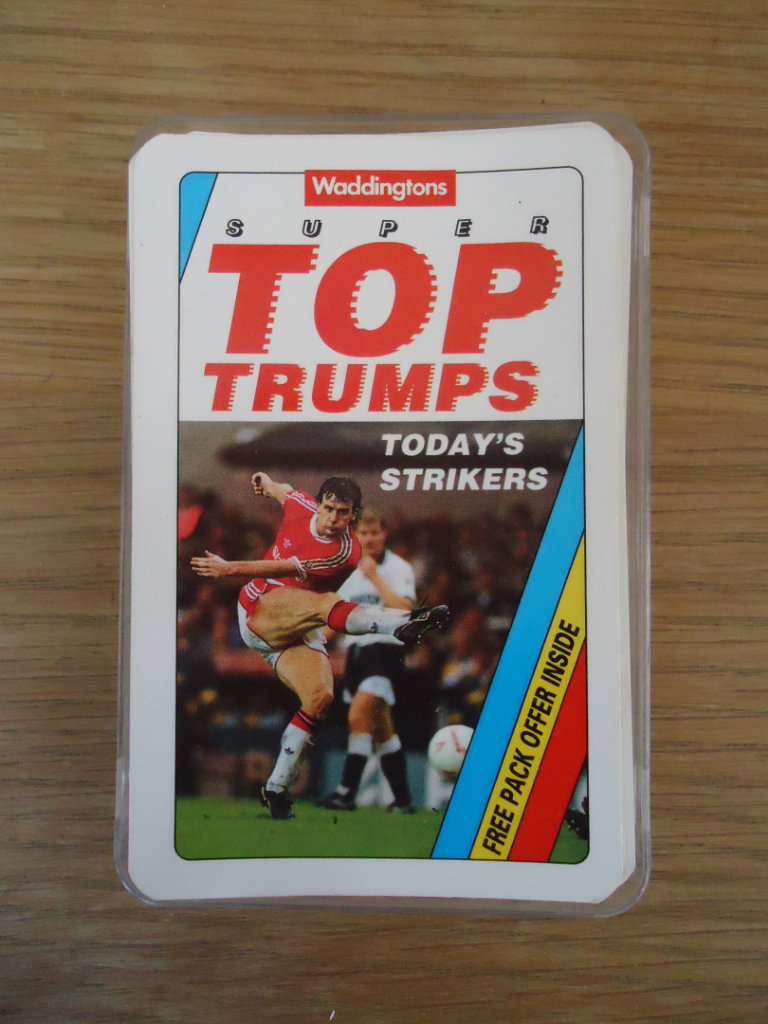 Waddingtons
SUPER
TOP
TRUMPS
TODAY'S
STRIKERS
FREE PACK OFFER INSIDE